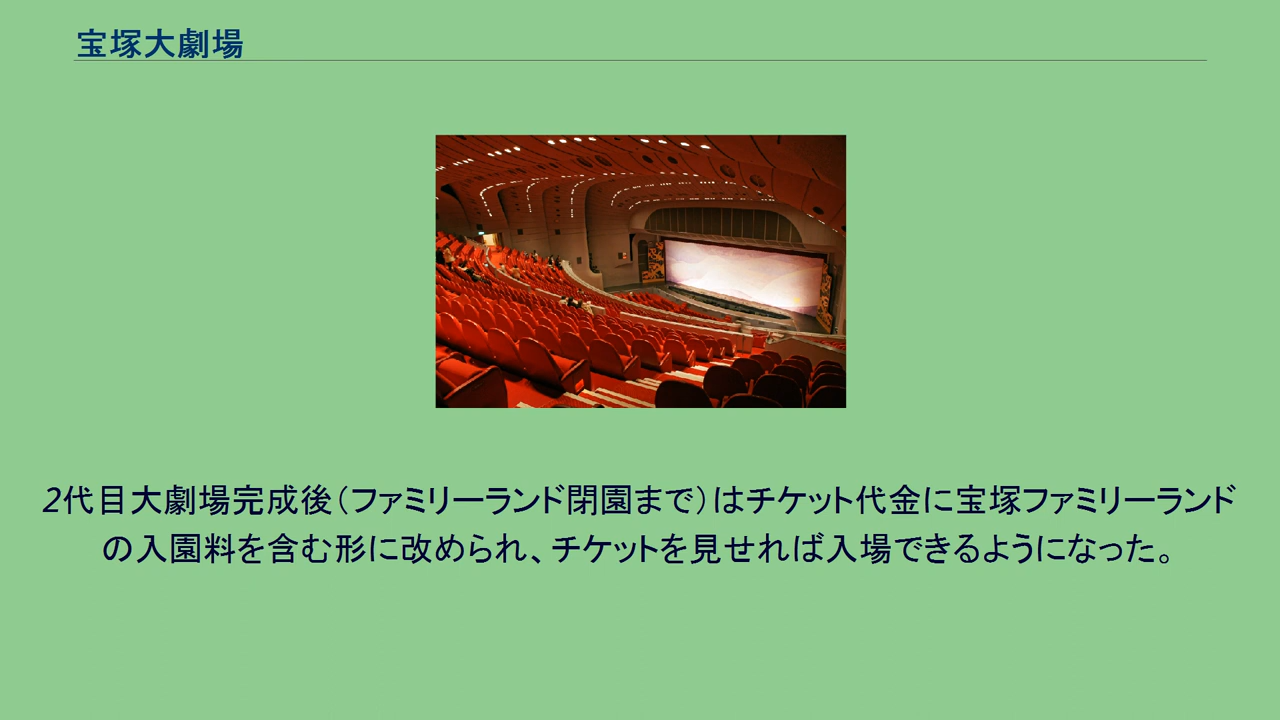 宝塚大劇場
2代目大劇場完成後（ファミリーランド閉園まで）はチケット代金に宝塚ファミリーランド
の入園料を含む形に改められ、チケットを見せれば入場できるようになった。